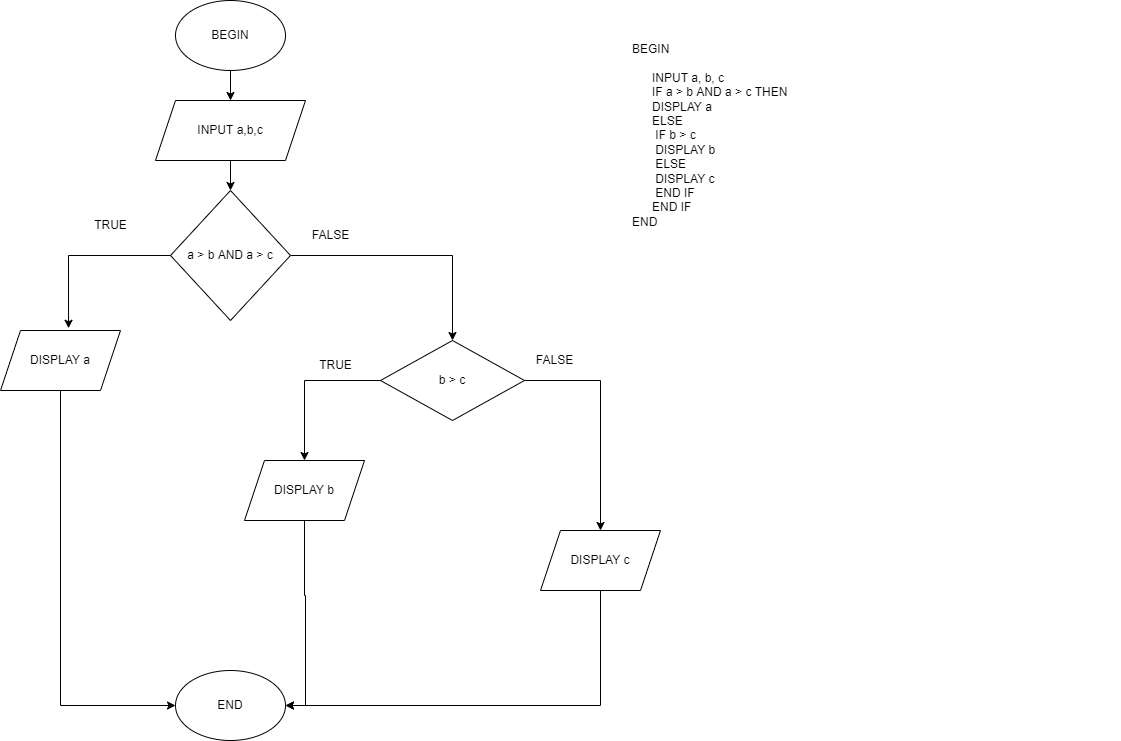 BEGIN
INPUT a,b,c
a > b AND a > c
TRUE
FALSE
DISPLAY a
b > c
TRUE
FALSE
DISPLAY b
DISPLAY c
END
BEGIN
INPUT a, b, c
IF a > b AND a > c THEN
DISPLAY a
ELSE
IF b > c
DISPLAY b
ELSE
DISPLAY c
END IF
END IF
END